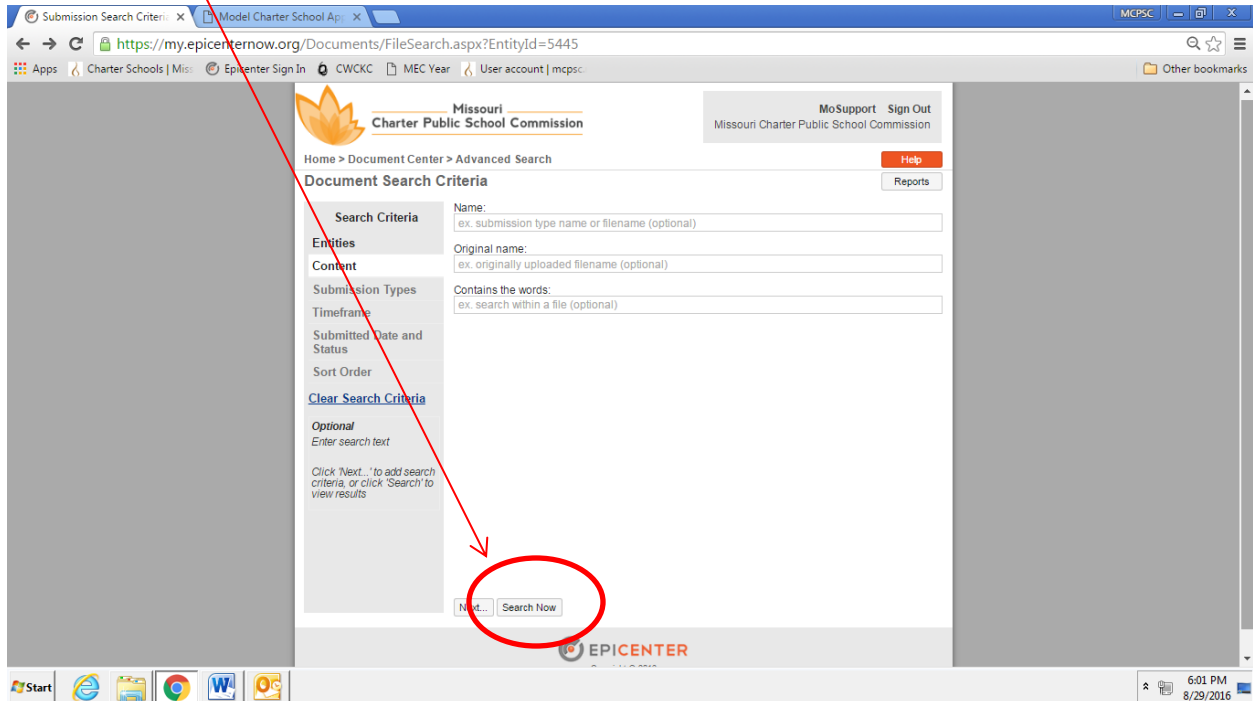 Submission Search Criteria
Model Charter School App
MCPSC
https://my.epicenternow.org/Documents/FileSearch.aspx?EntityId=5445
Apps Charter Schools | Miss Epicenter Sign In CWCKC MEC Year User account | mcpsc. Other bookmarks
Missouri
Charter Public School Commission
MoSupport Sign Out
Missouri Charter Public School Commission
Home > Document Center > Advanced Search
Help
Document Search Criteria
Reports
Search Criteria
Entities
Content
Submission Types
Timeframe
Submitted Date and
Status
Sort Order
Clear Search Criteria
Optional
Enter search text
Click 'Next...' to add search
criteria, or click 'Search' to
view results
Name:
ex. submission type name or filename (optional)
Original name:
ex. originally uploaded filename (optional)
Contains the words:
ex. search within a file (optional)
Next... Search Now
EPICENTER
Start
6:01 PM
8/29/2016